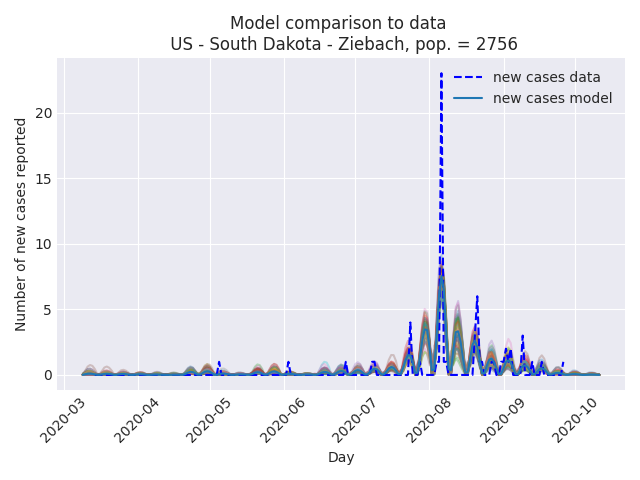 Model comparison to data
US - South Dakota - Ziebach, pop. = 2756
new cases data
new cases model
Number of new cases reported
20
15
10
5
0
2020-03
2020-04
2020-05
2020-06
2020-07
2020-08
2020-09
2020-10
Day